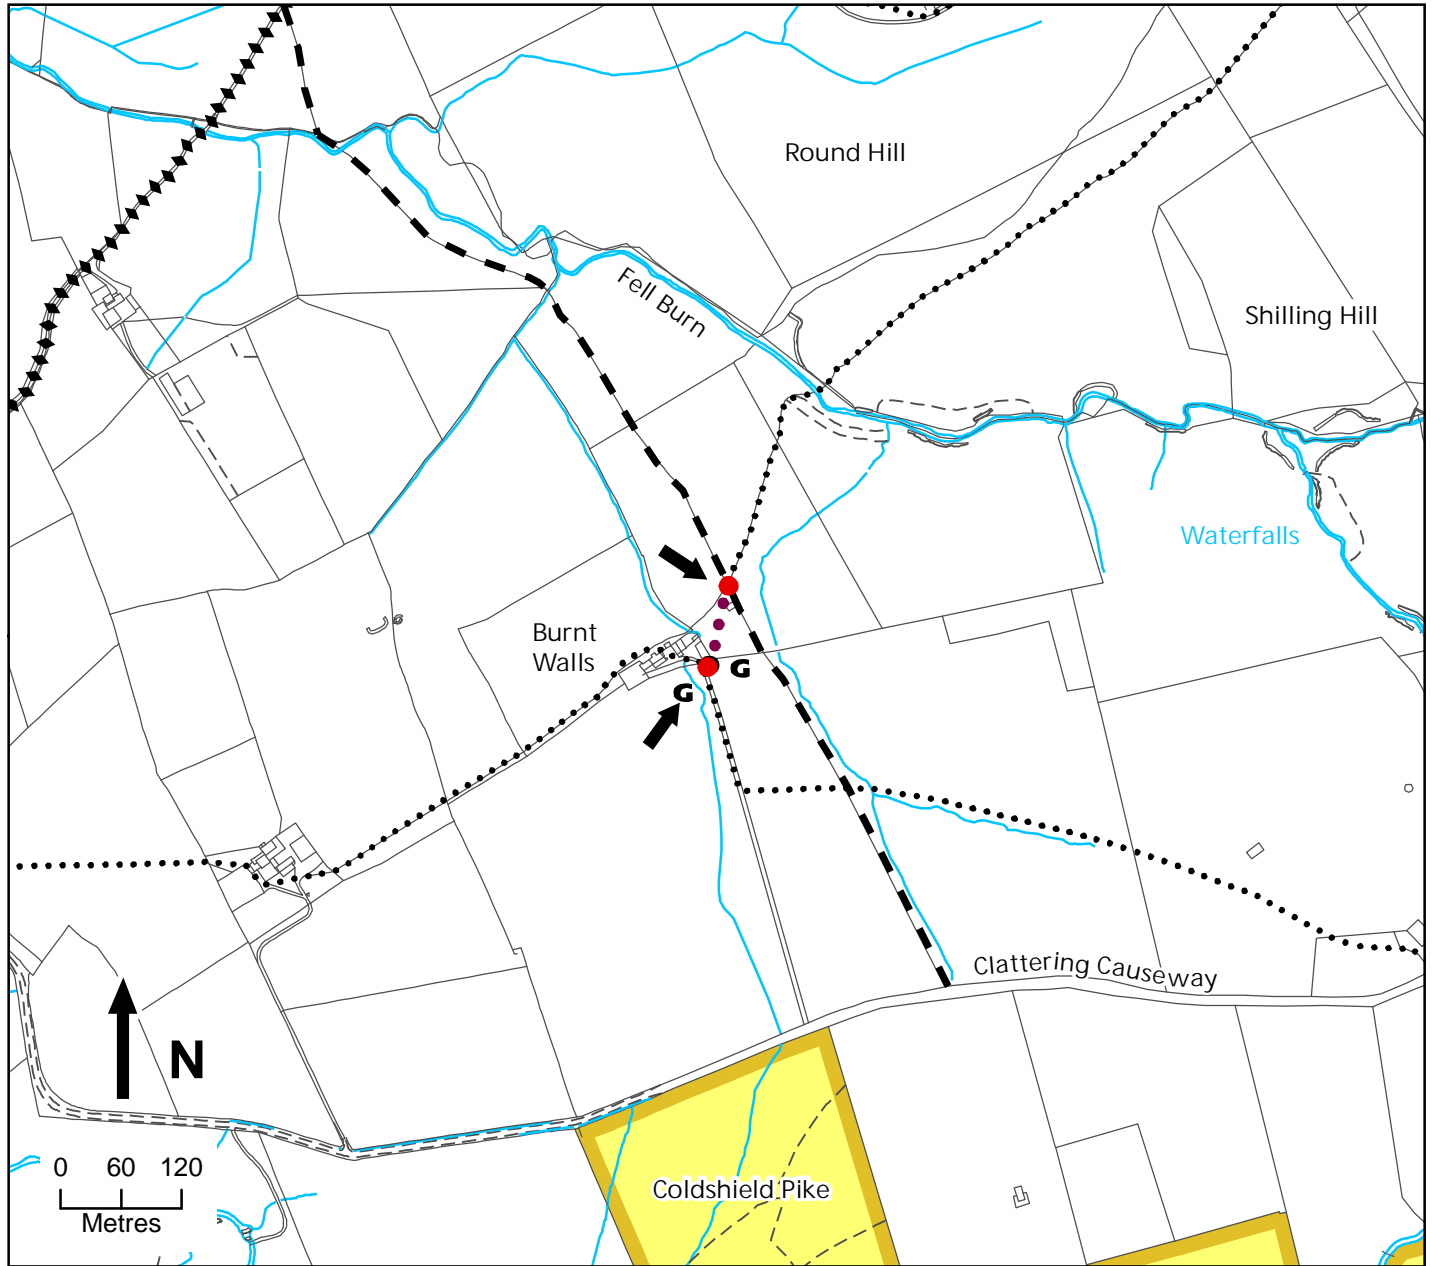 Round Hill
Fell Burn
Shilling Hill
Waterfalls
Burnt
Walls
G
G
Clattering Causeway
N
0 60 120
Metres
Coldshield Pike